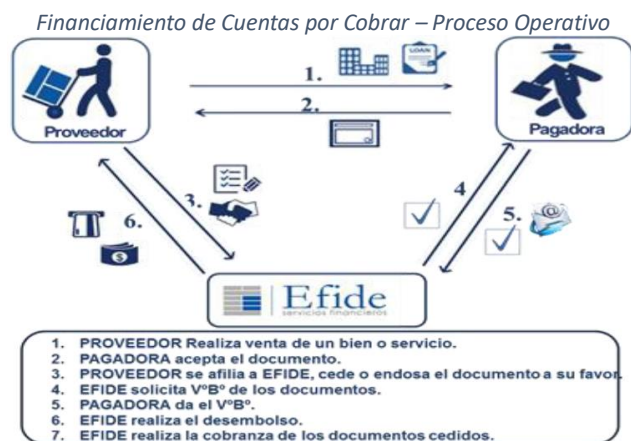 Financiamiento de Cuentas por Cobrar – Proceso Operativo
1.
LOAN
2.
Proveedor
Pagadora
3.
4
6.
5.
@
$
Efide
servicios financieros
1. PROVEEDOR Realiza venta de un bien o servicio.
2. PAGADORA acepta el documento.
3. PROVEEDOR se afilia a EFIDE, cede o endosa el documento a su favor.
4 EFIDE solicita VºBº de los documentos.
5. PAGADORA da el VºBº.
6. EFIDE realiza el desembolso.
7 EFIDE realiza la cobranza de los documentos cedidos.